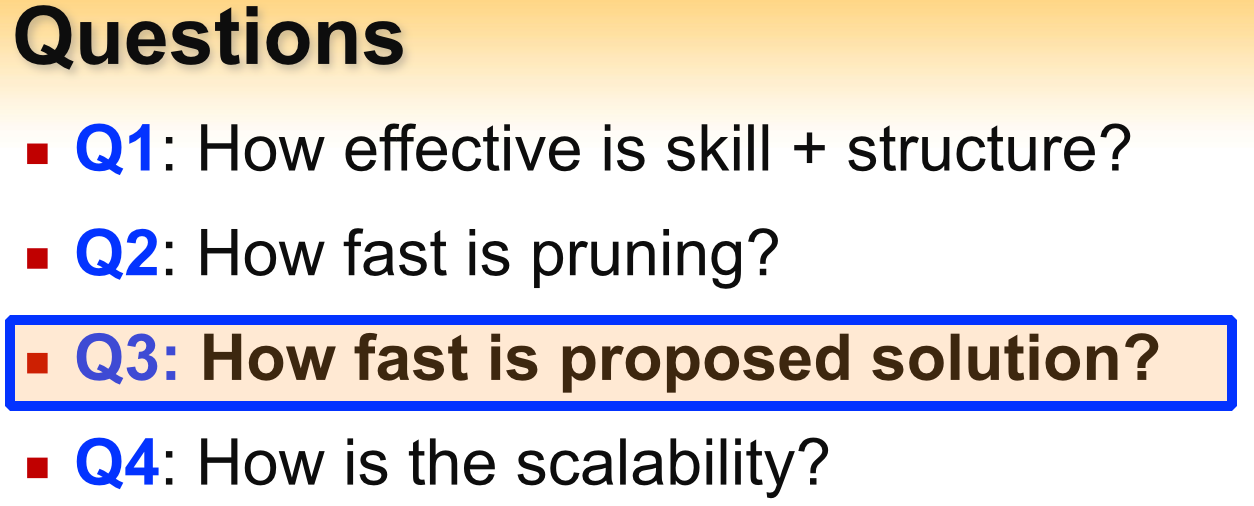 Questions
Q1: How effective is skill + structure?
Q2: How fast is pruning?
Q3: How fast is proposed solution?
Q4: How is the scalability?